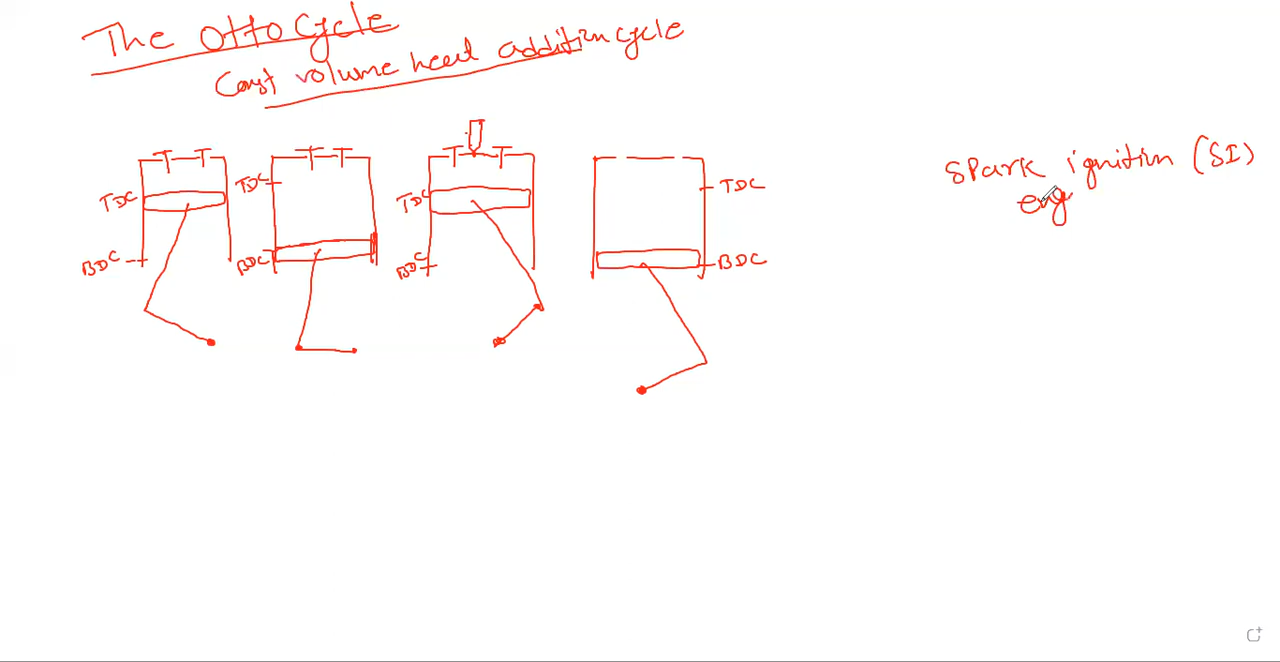 The Otto Cycle
Const volume heat addition cycle
TDC
BDC
TDC
BDC
TDC
BDC
TDC
BDC
Spark ignition (SI)
eng